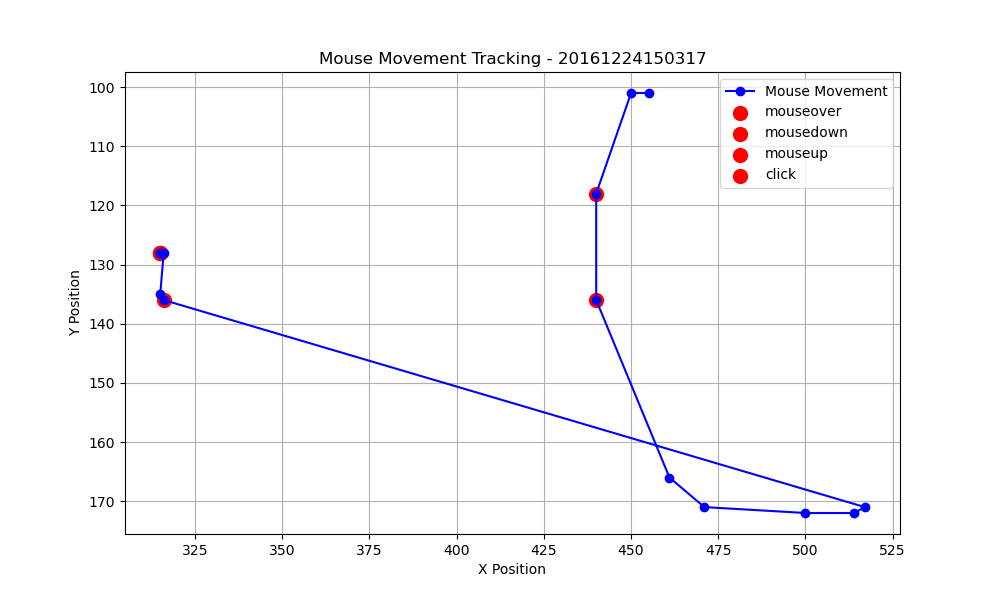 Mouse Movement Tracking - 20161224150317
Mouse Movement
mouseover
mousedown
mouseup
click
Y Position
100
110
120
130
140
150
160
170
325
350
375
400
425
450
475
500
525
X Position